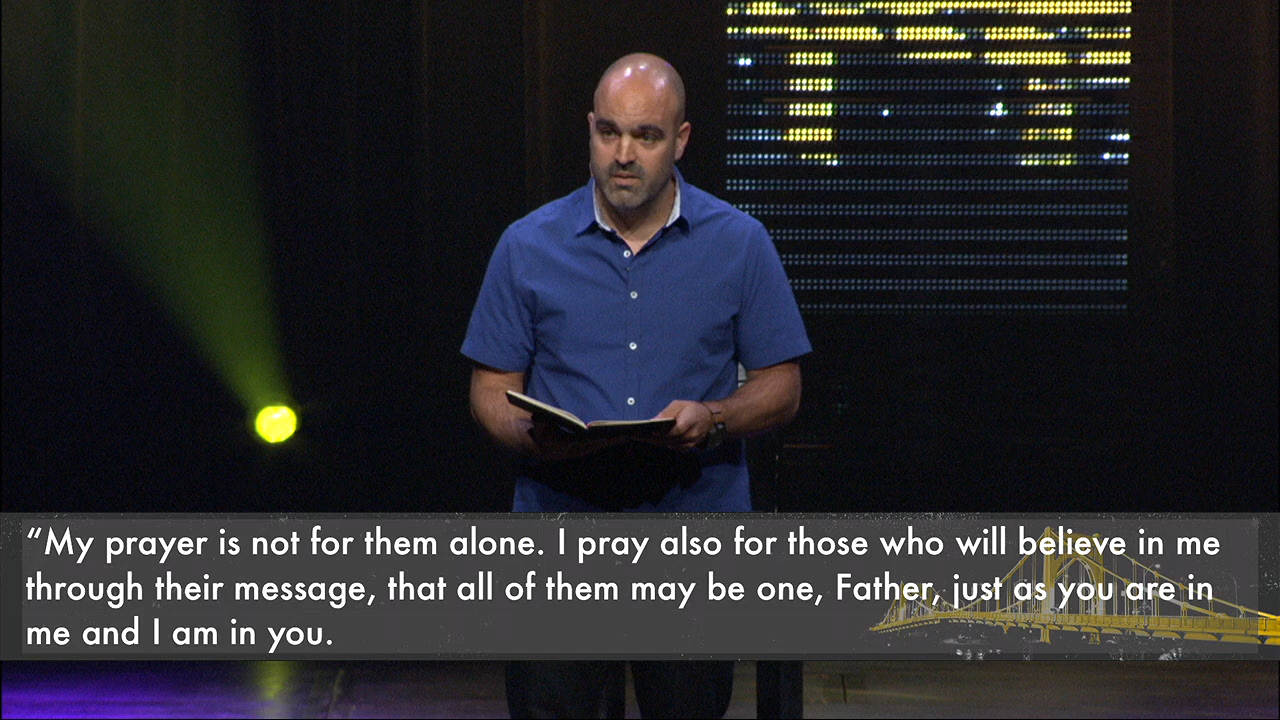 “My prayer is not for them alone. I pray also for those who will believe in me
through their message, that all of them may be one, Father, just as you are in
me and I am in you.